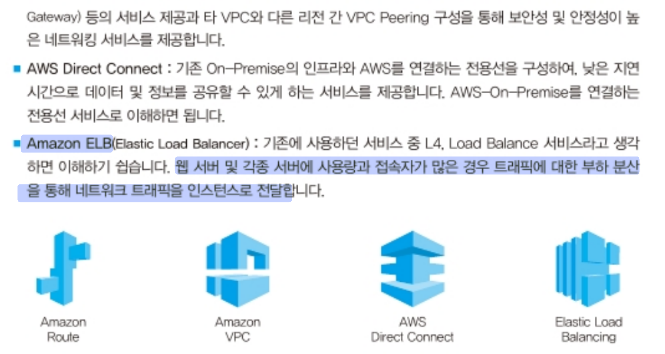 Gateway) 등의 서비스 제공과 타 VPC와 다른 리전 간 VPC Peering 구성을 통해 보안성 및 안정성이 높
은 네트워킹 서비스를 제공합니다.
■ AWS Direct Connect : 기존 On-Premise의 인프라와 AWS를 연결하는 전용선을 구성하여, 낮은 지연
시간으로 데이터 및 정보를 공유할 수 있게 하는 서비스를 제공합니다. AWS-On-Premise를 연결하는
전용선 서비스로 이해하면 됩니다.
■ Amazon ELB(Elastic Load Balancer) : 기존에 사용하던 서비스 중 L4, Load Balance 서비스라고 생각
하면 이해하기 쉽습니다. 웹 서버 및 각종 서버에 사용량과 접속자가 많은 경우 트래픽에 대한 부하 분산
을 통해 네트워크 트래픽을 인스턴스로 전달합니다.
Amazon Route
Amazon VPC
AWS Direct Connect
Elastic Load Balancing